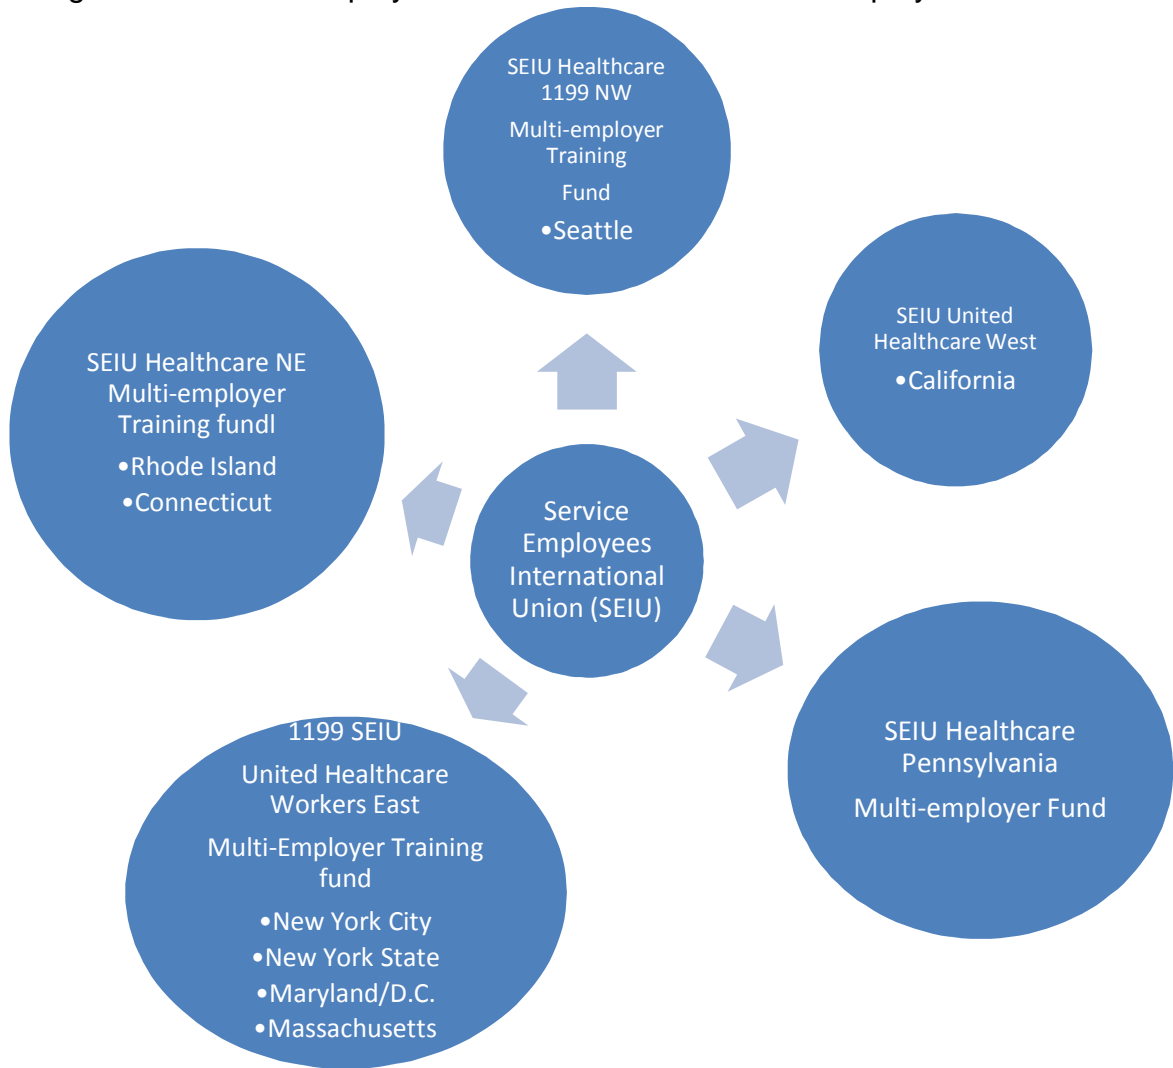 SEIU Healthcare
1199 NW
Multi-employer
Training
Fund
•Seattle
SEIU United
Healthcare West
•California
SEIU Healthcare NE
Multi-employer
Training fundl
•Rhode Island
•Connecticut
Service
Employees
International
Union (SEIU)
SEIU Healthcare
Pennsylvania
Multi-employer Fund
1199 SEIU
United Healthcare
Workers East
Multi-Employer Training
fund
•New York City
•New York State
•Maryland/D.C.
•Massachusetts